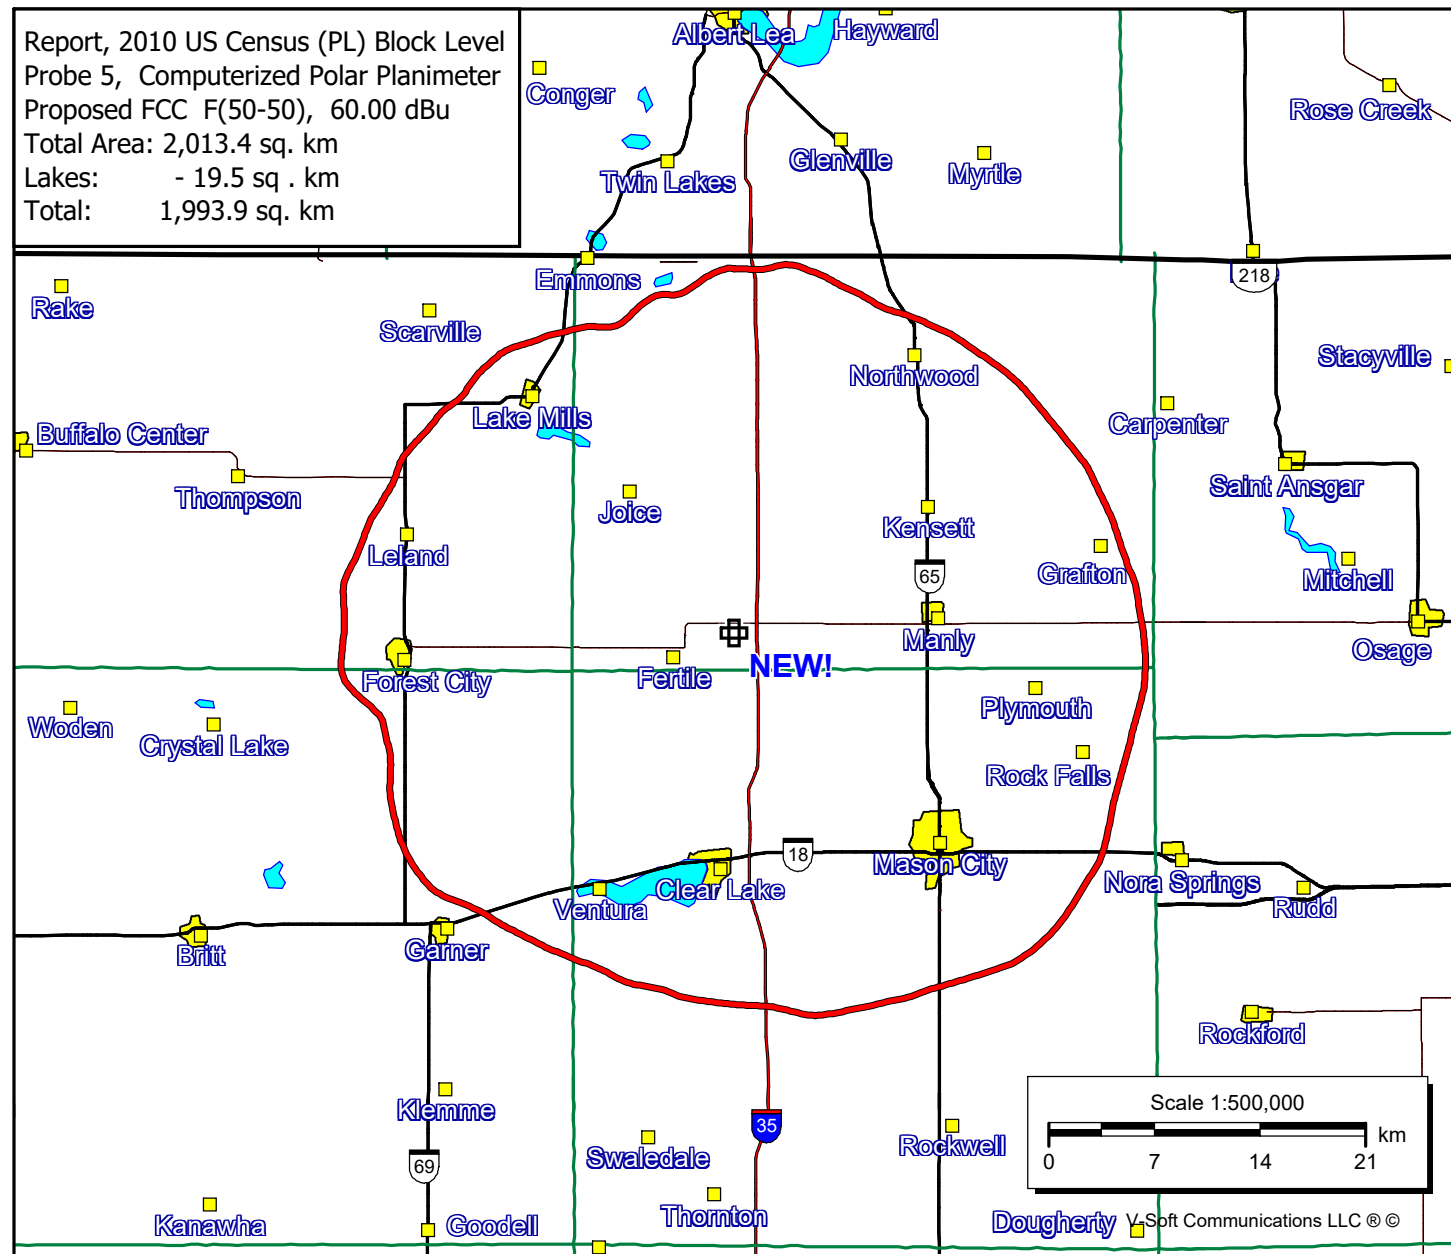 Report, 2010 US Census (PL) Block Level
Probe 5, Computerized Polar Planimeter
Proposed FCC F(50-50), 60.00 dBu
Total Area: 2,013.4 sq. km
Lakes: - 19.5 sq . km
Total: 1,993.9 sq. km
Albert Lea
Hayward
Conger
Rose Creek
Glenville
Myrtle
Twin Lakes
Emmons
218
Rake
Scarville
Stacyville
Northwood
Lake Mills
Carpenter
Buffalo Center
Thompson
Saint Ansgar
Joice
Kensett
Leland
65
Grafton
Mitchell
Manly
Osage
Forest City
Fertile
NEW!
Plymouth
Woden
Crystal Lake
Rock Falls
18
Mason City
Clear Lake
Nora Springs
Ventura
Rudd
Garner
Britt
Rockford
Klemme
35
Rockwell
Swaledale
69
Thornton
Kanawha
Goodell
Dougherty
Scale 1:500,000
km
0 7 14 21
V-Soft Communications LLC ® ©